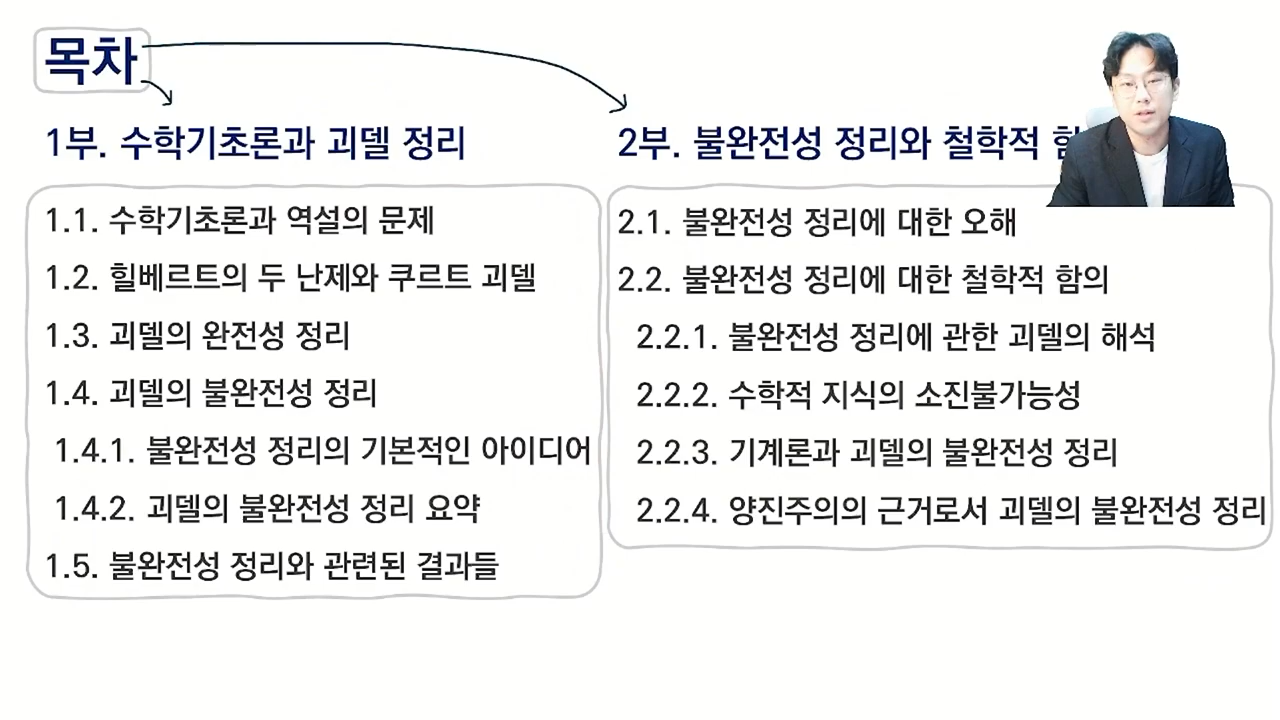 목차
1부. 수학기초론과 괴델 정리
1.1. 수학기초론과 역설의 문제
1.2. 힐베르트의 두 난제와 쿠르트 괴델
1.3. 괴델의 완전성 정리
1.4. 괴델의 불완전성 정리
1.4.1. 불완전성 정리의 기본적인 아이디어
1.4.2. 괴델의 불완전성 정리 요약
1.5. 불완전성 정리와 관련된 결과들
2부. 불완전성 정리와 철학적
2.1. 불완전성 정리에 대한 오해
2.2. 불완전성 정리에 대한 철학적 함의
2.2.1. 불완전성 정리에 관한 괴델의 해석
2.2.2. 수학적 지식의 소진불가능성
2.2.3. 기계론과 괴델의 불완전성 정리
2.2.4. 양진주의의 근거로서 괴델의 불완전성 정리